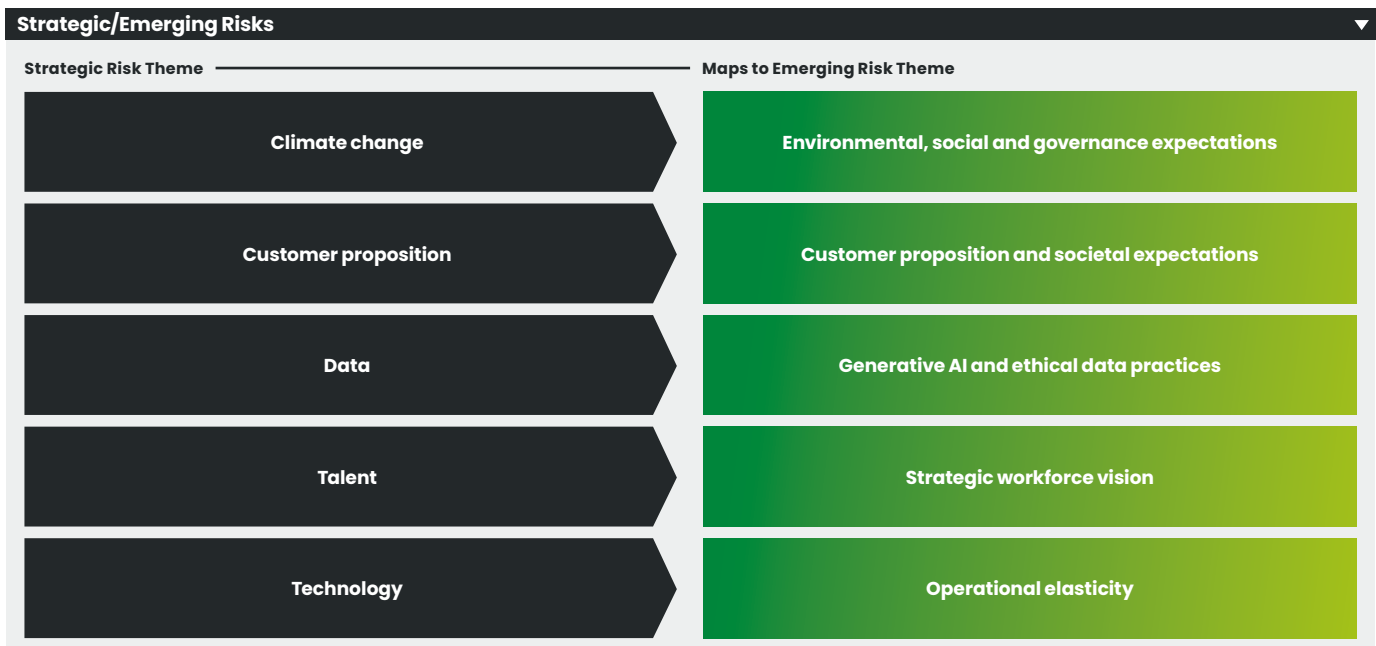 Strategic/Emerging Risks
Strategic Risk Theme
Maps to Emerging Risk Theme
Climate change
Environmental, social and governance expectations
Customer proposition
Customer proposition and societal expectations
Data
Generative AI and ethical data practices
Talent
Strategic workforce vision
Technology
Operational elasticity